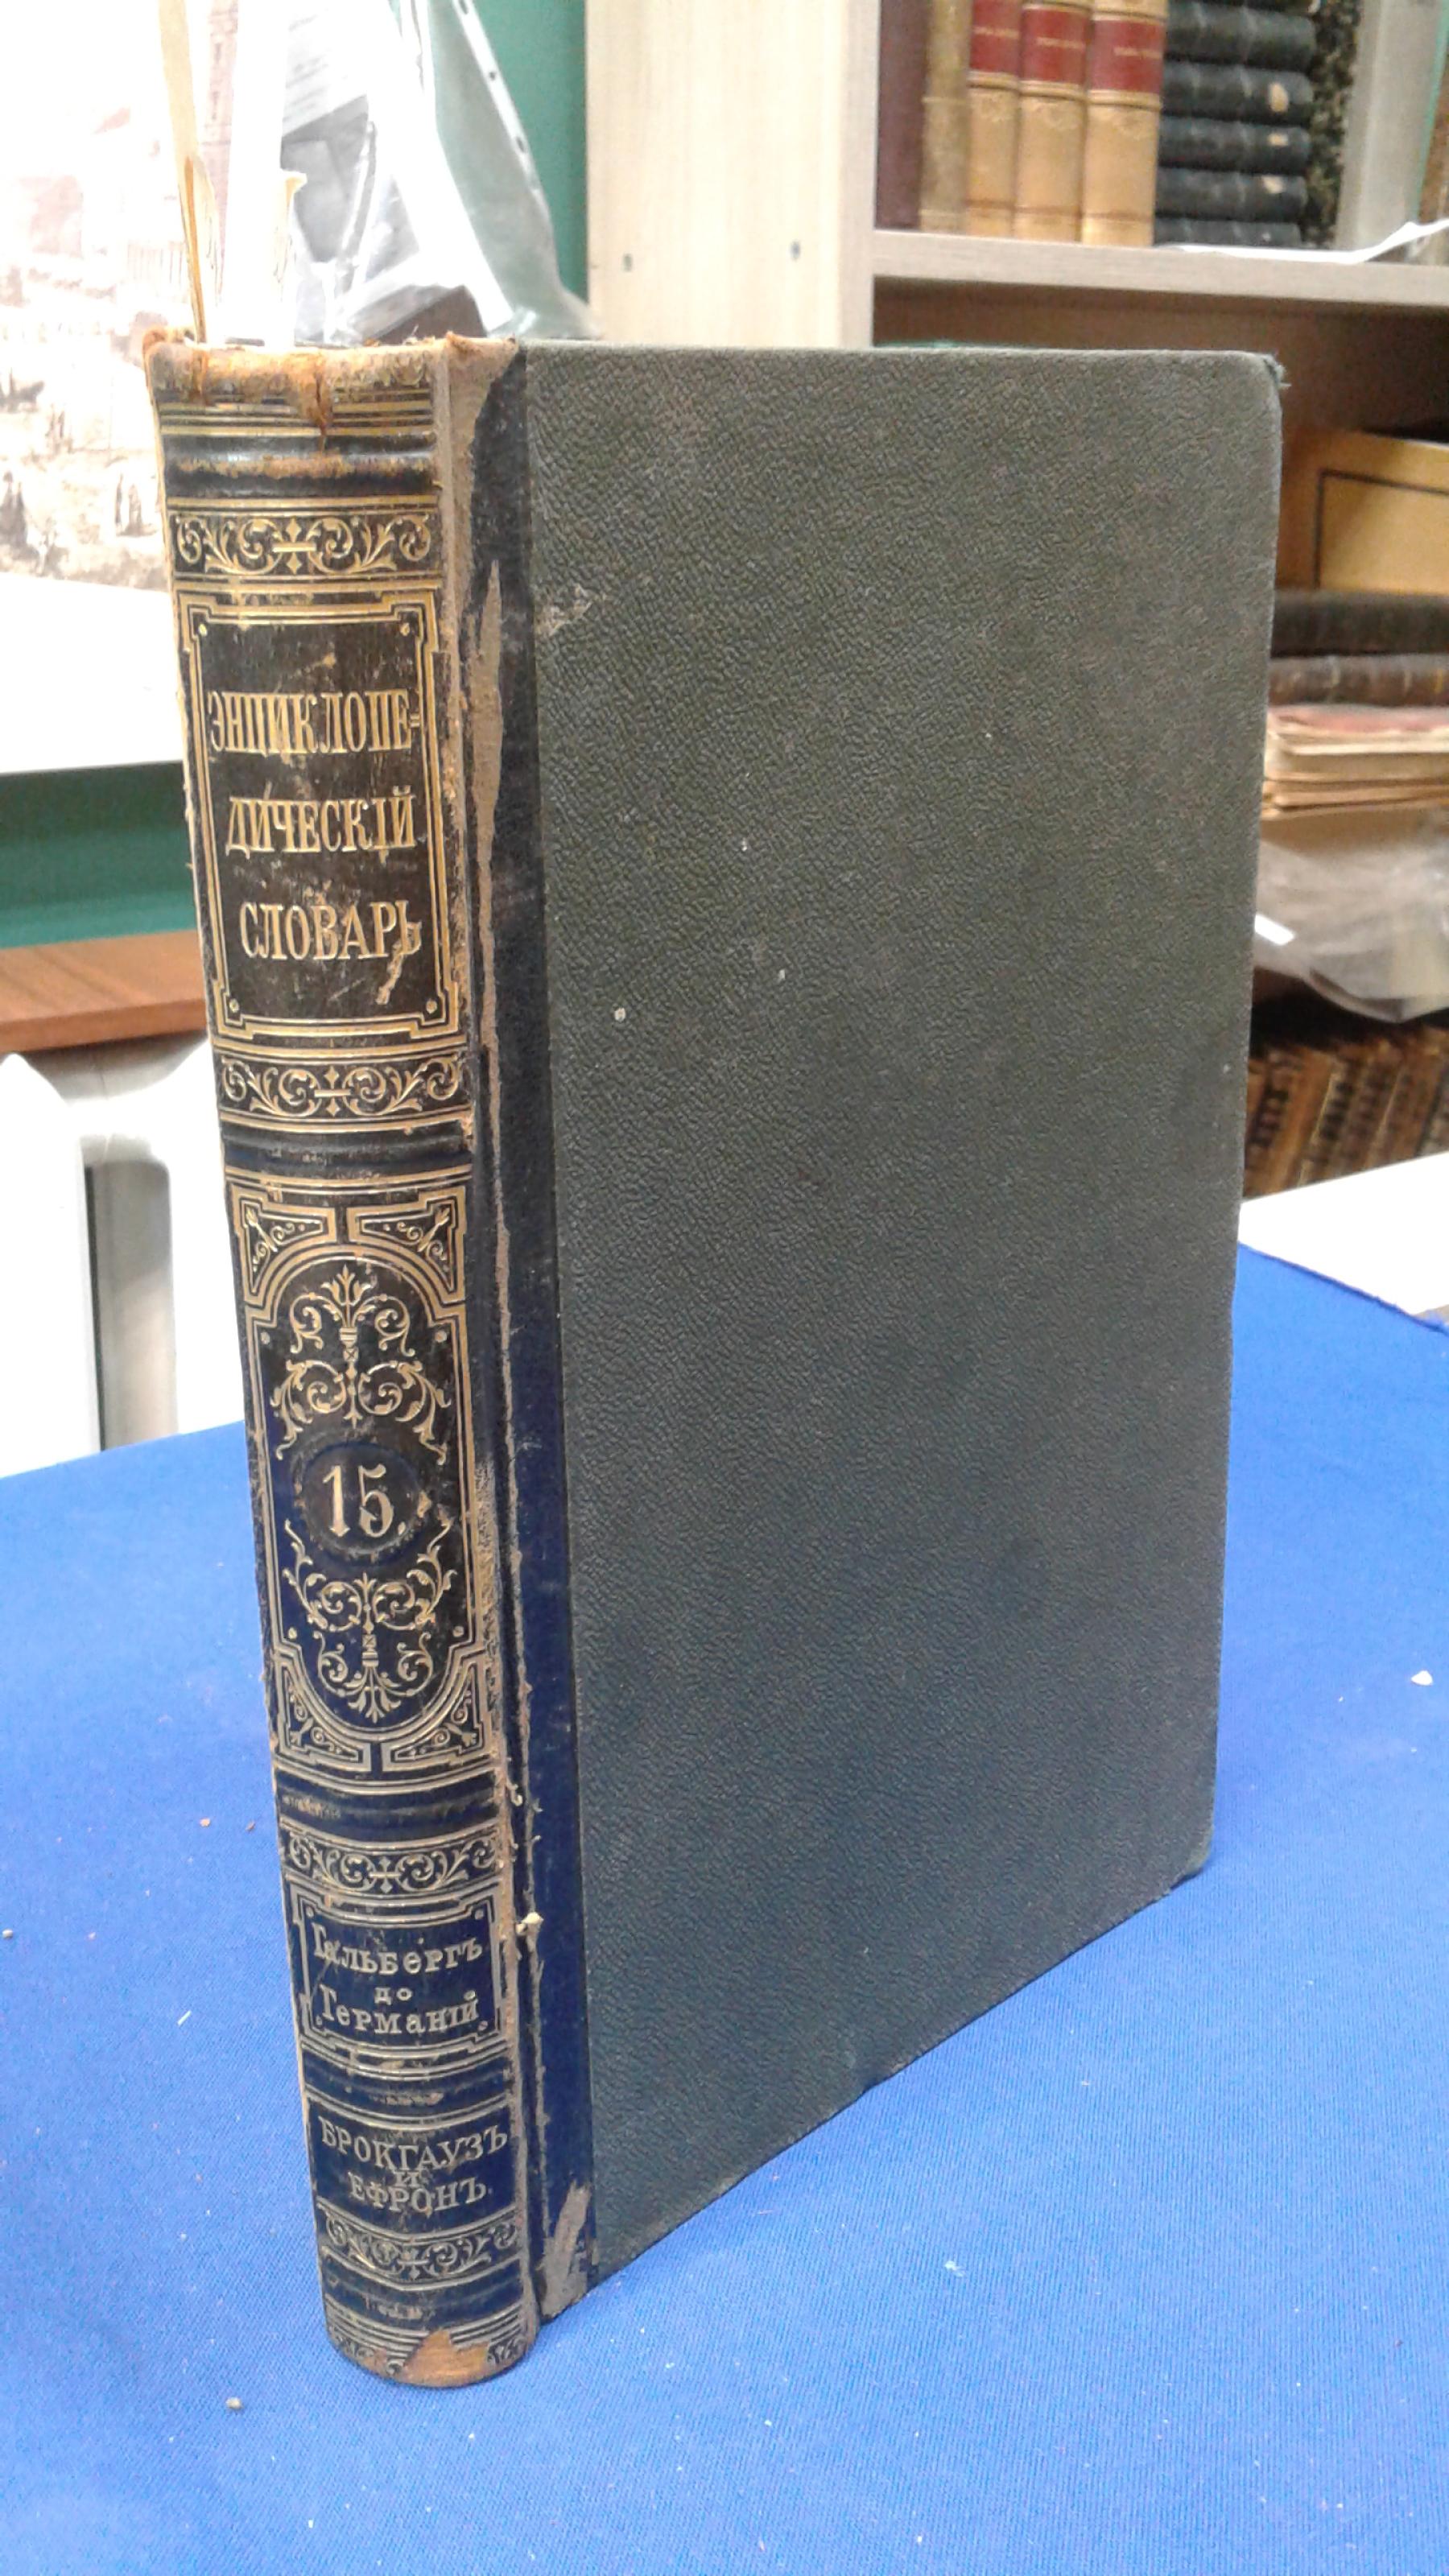 ЭНЦИКЛОПЕ-
ДИЧЕСКІЙ
СЛОВАРЬ
15.
Гальбергъ
до
Германій
БРОКГАУЗЪ
И
ЕФРОНЪ.